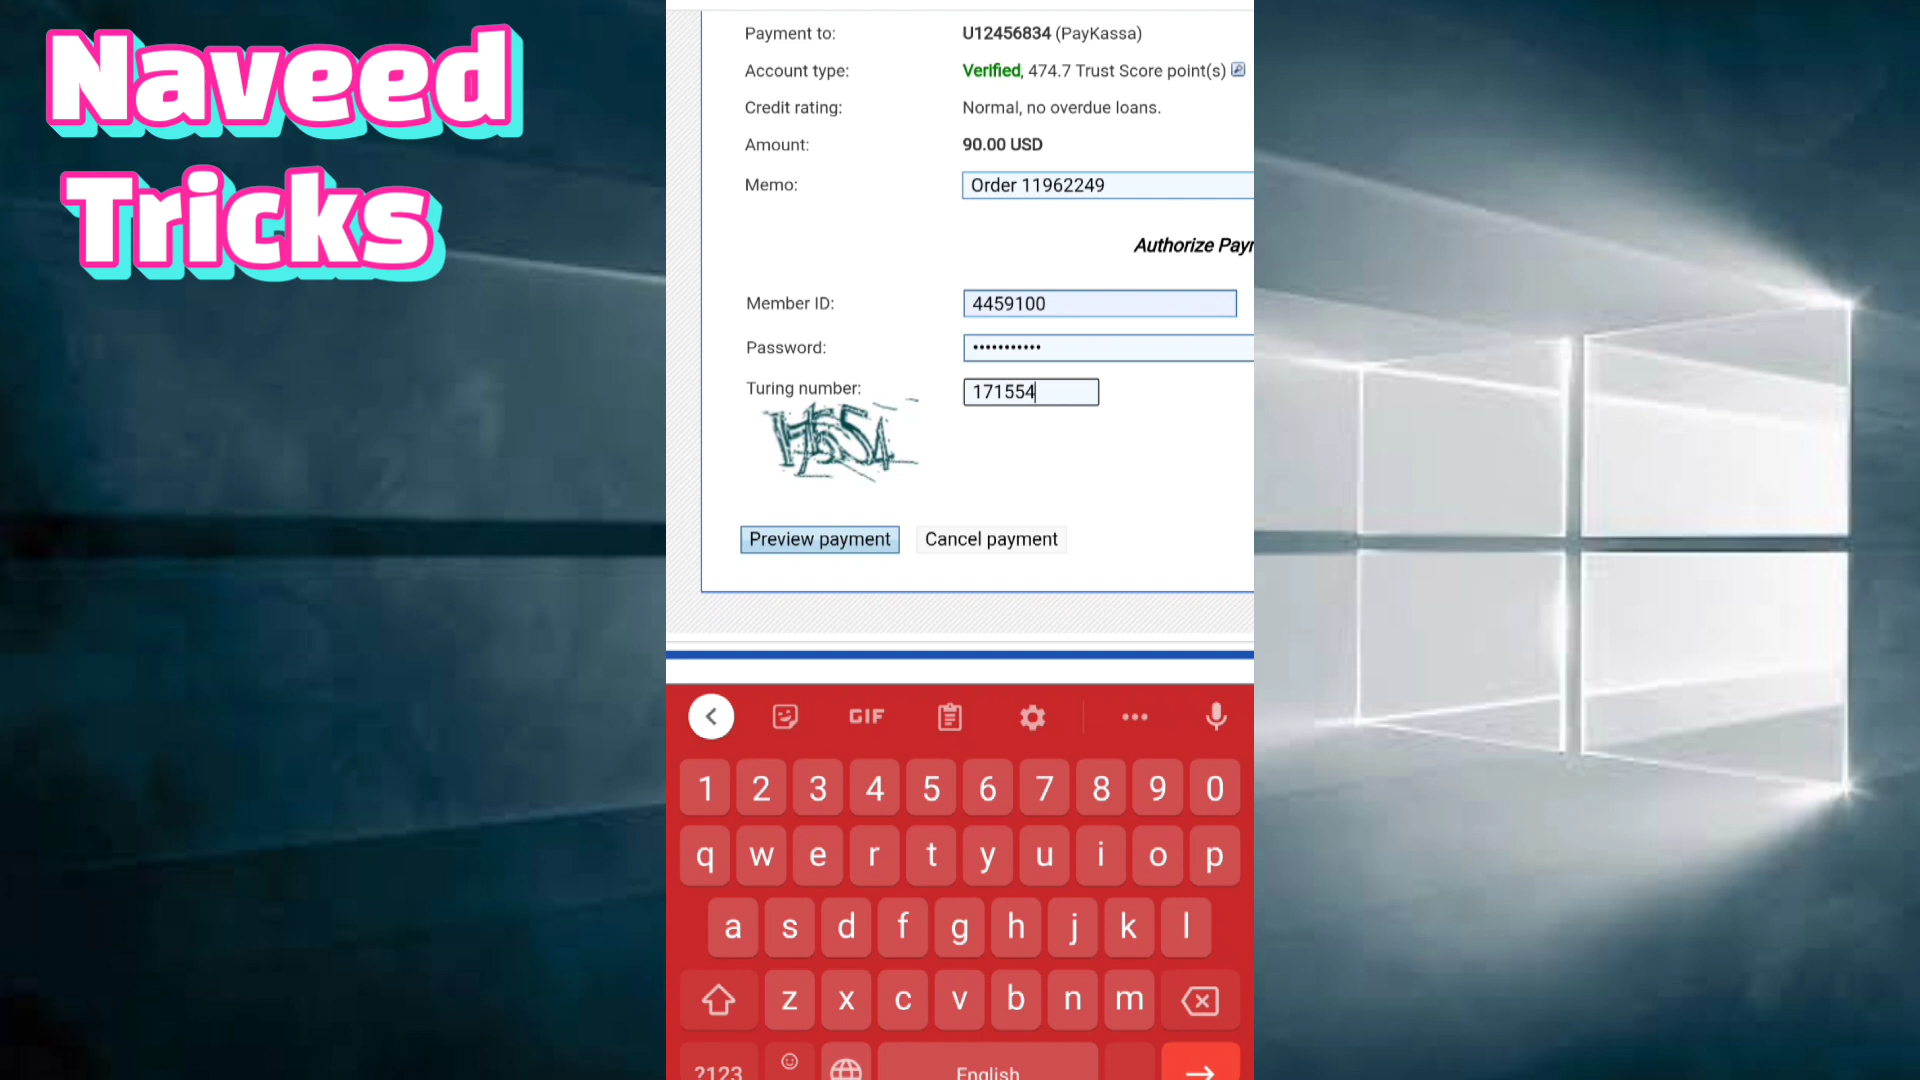 Naveed
Tricks
Payment to: U12456834 (PayKassa)
Account type: Verified, 474.7 Trust Score point(s)
Credit rating: Normal, no overdue loans.
Amount: 90.00 USD
Memo: Order 11962249
Authorize Payr
Member ID: 4459100
Password: •••••••••••
Turing number: 171554
Preview payment Cancel payment
GIF
1 2 3 4 5 6 7 8 9 0
q w e r t y u i o p
a s d f g h j k l
z x c v b n m
?123 English